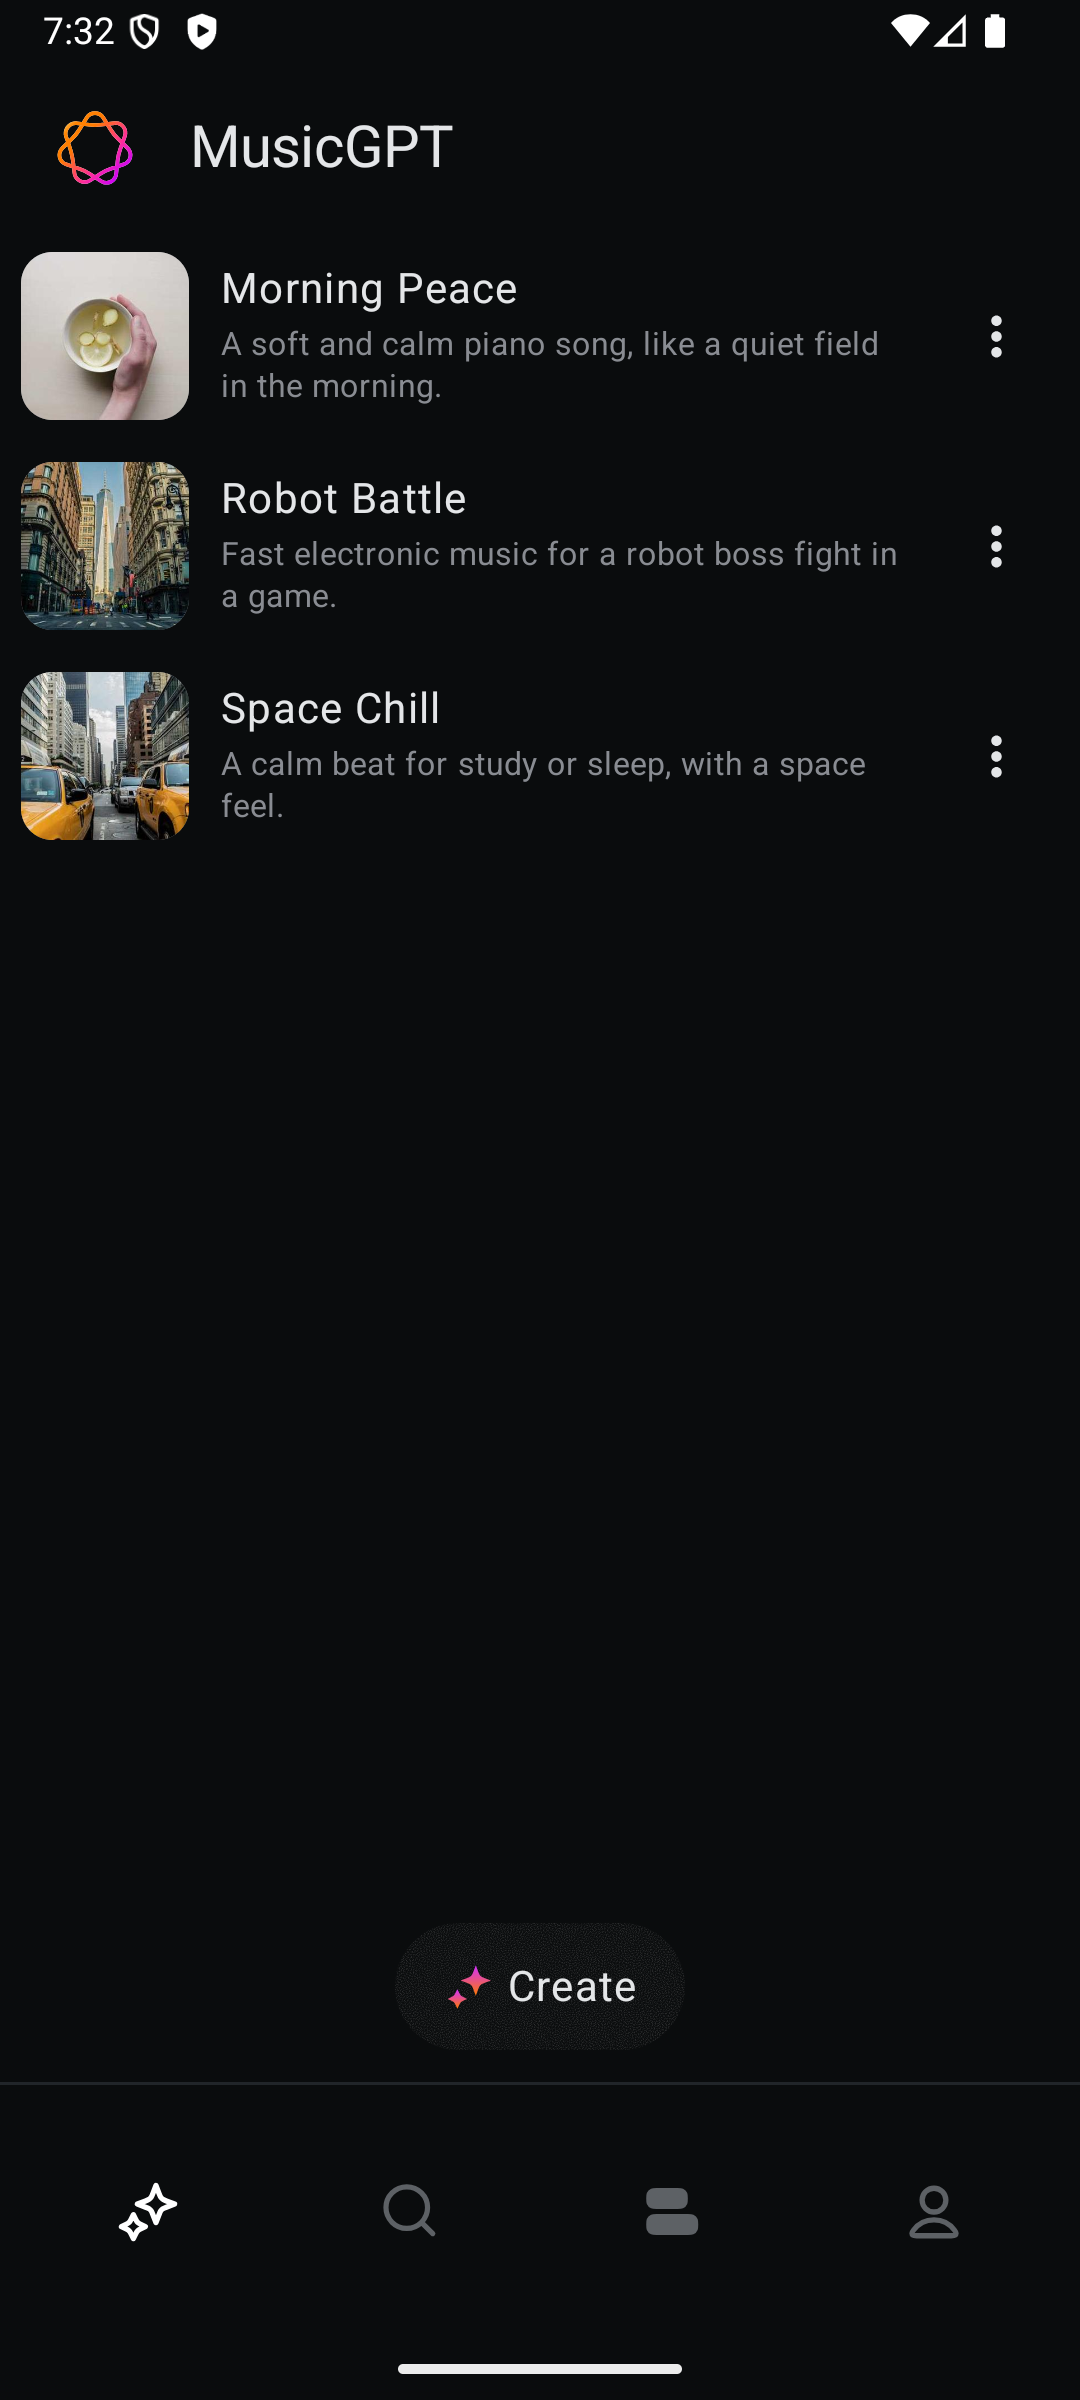 7:32
MusicGPT
Morning Peace
A soft and calm piano song, like a quiet field
in the morning.
Robot Battle
Fast electronic music for a robot boss fight in
a game.
Space Chill
A calm beat for study or sleep, with a space
feel.
Create